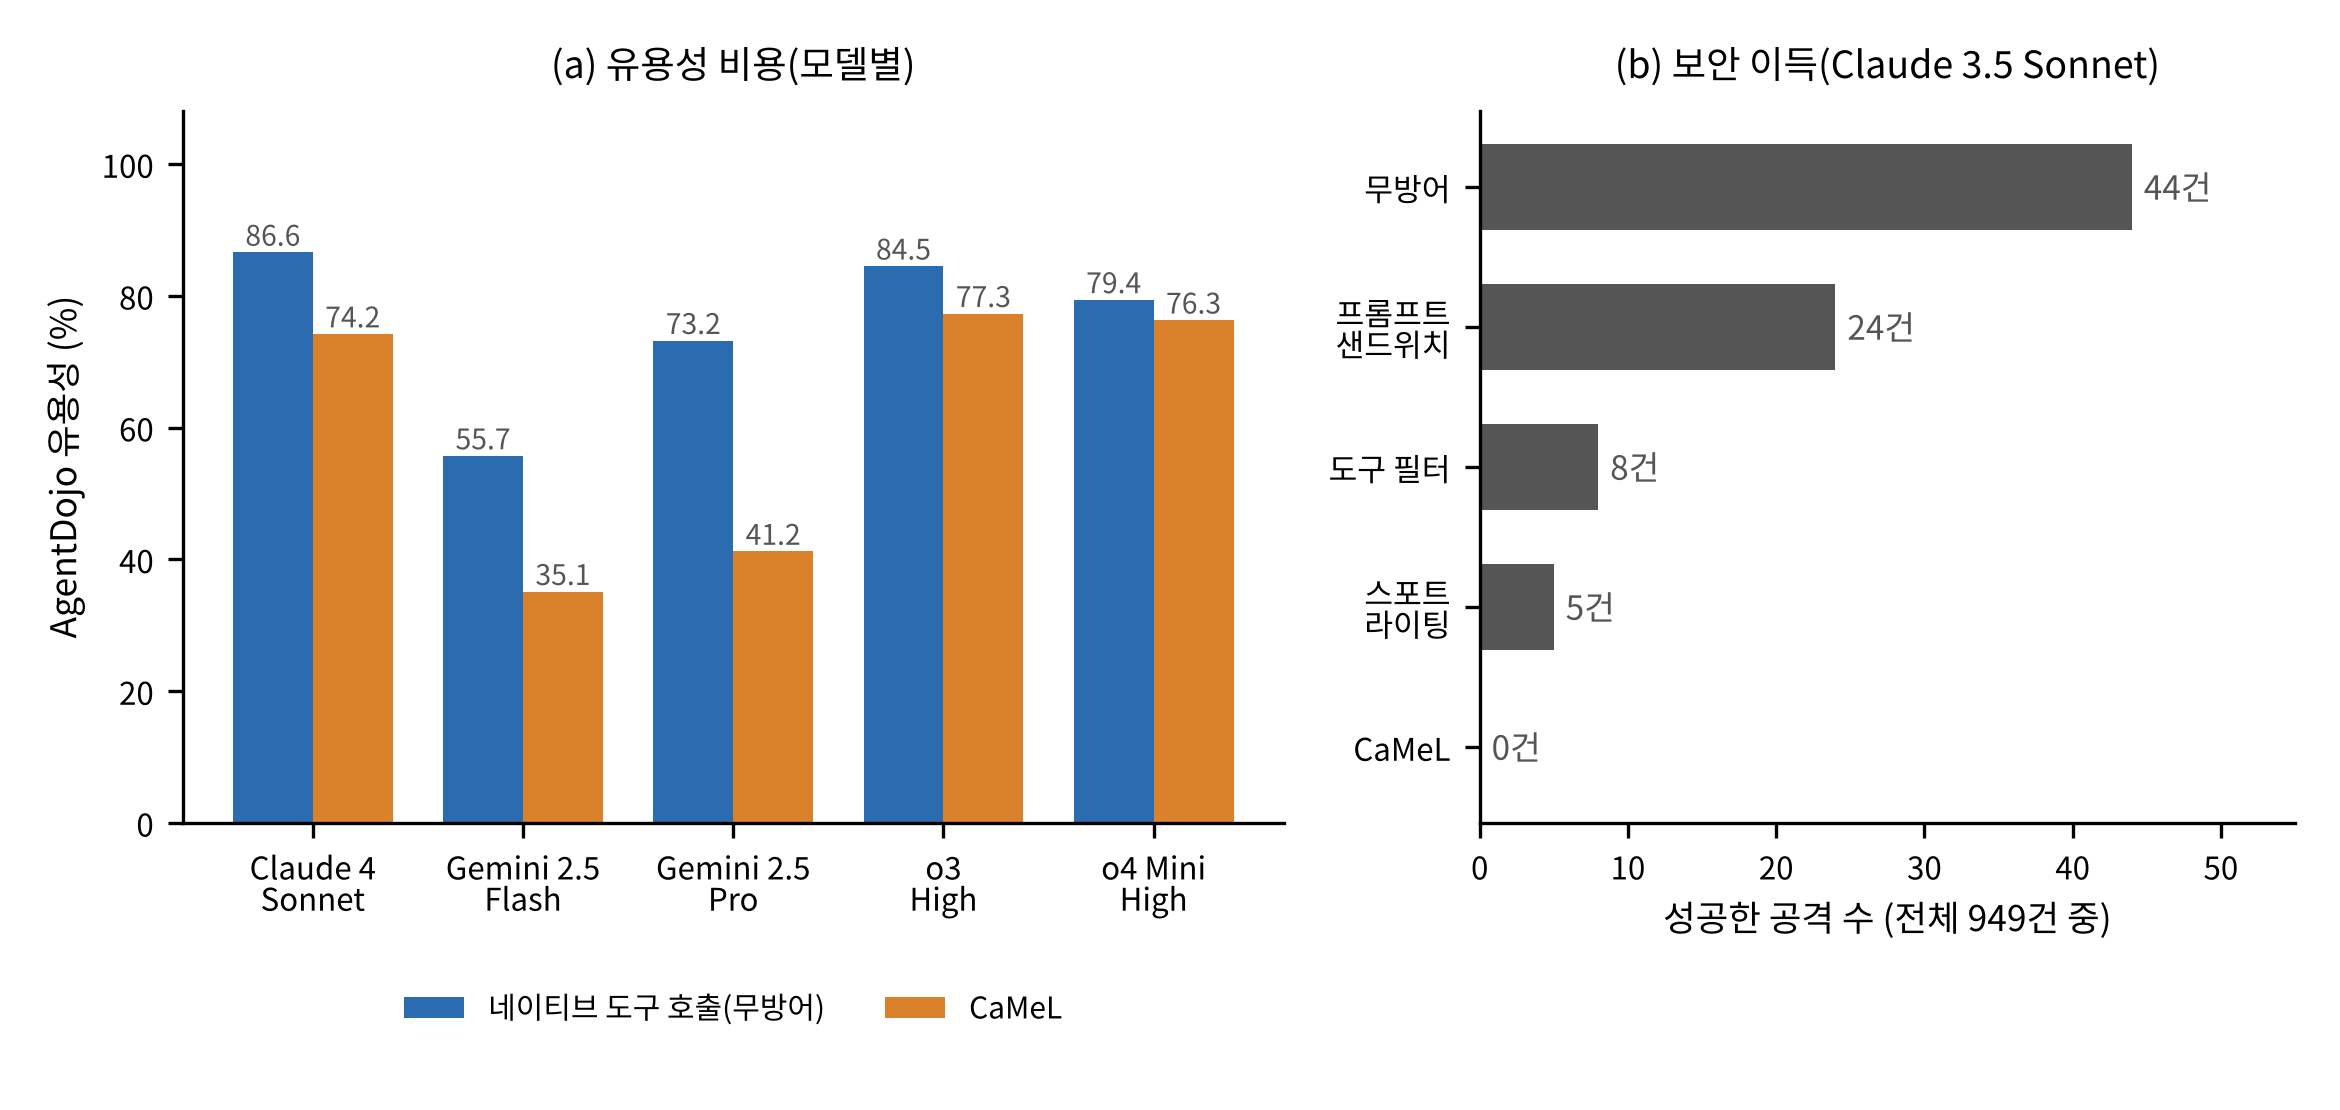 (a) 유용성 비용(모델별)
AgentDojo 유용성 (%)
100
80
60
40
20
0
86.6
74.2
55.7
35.1
73.2
41.2
84.5
77.3
79.4
76.3
Claude 4
Sonnet
Gemini 2.5
Flash
Gemini 2.5
Pro
o3
High
o4 Mini
High
네이티브 도구 호출(무방어)
CaMeL
(b) 보안 이득(Claude 3.5 Sonnet)
무방어
44건
프롬프트
샌드위치
24건
도구 필터
8건
스포트
라이팅
5건
CaMeL
0건
0
10
20
30
40
50
성공한 공격 수 (전체 949건 중)